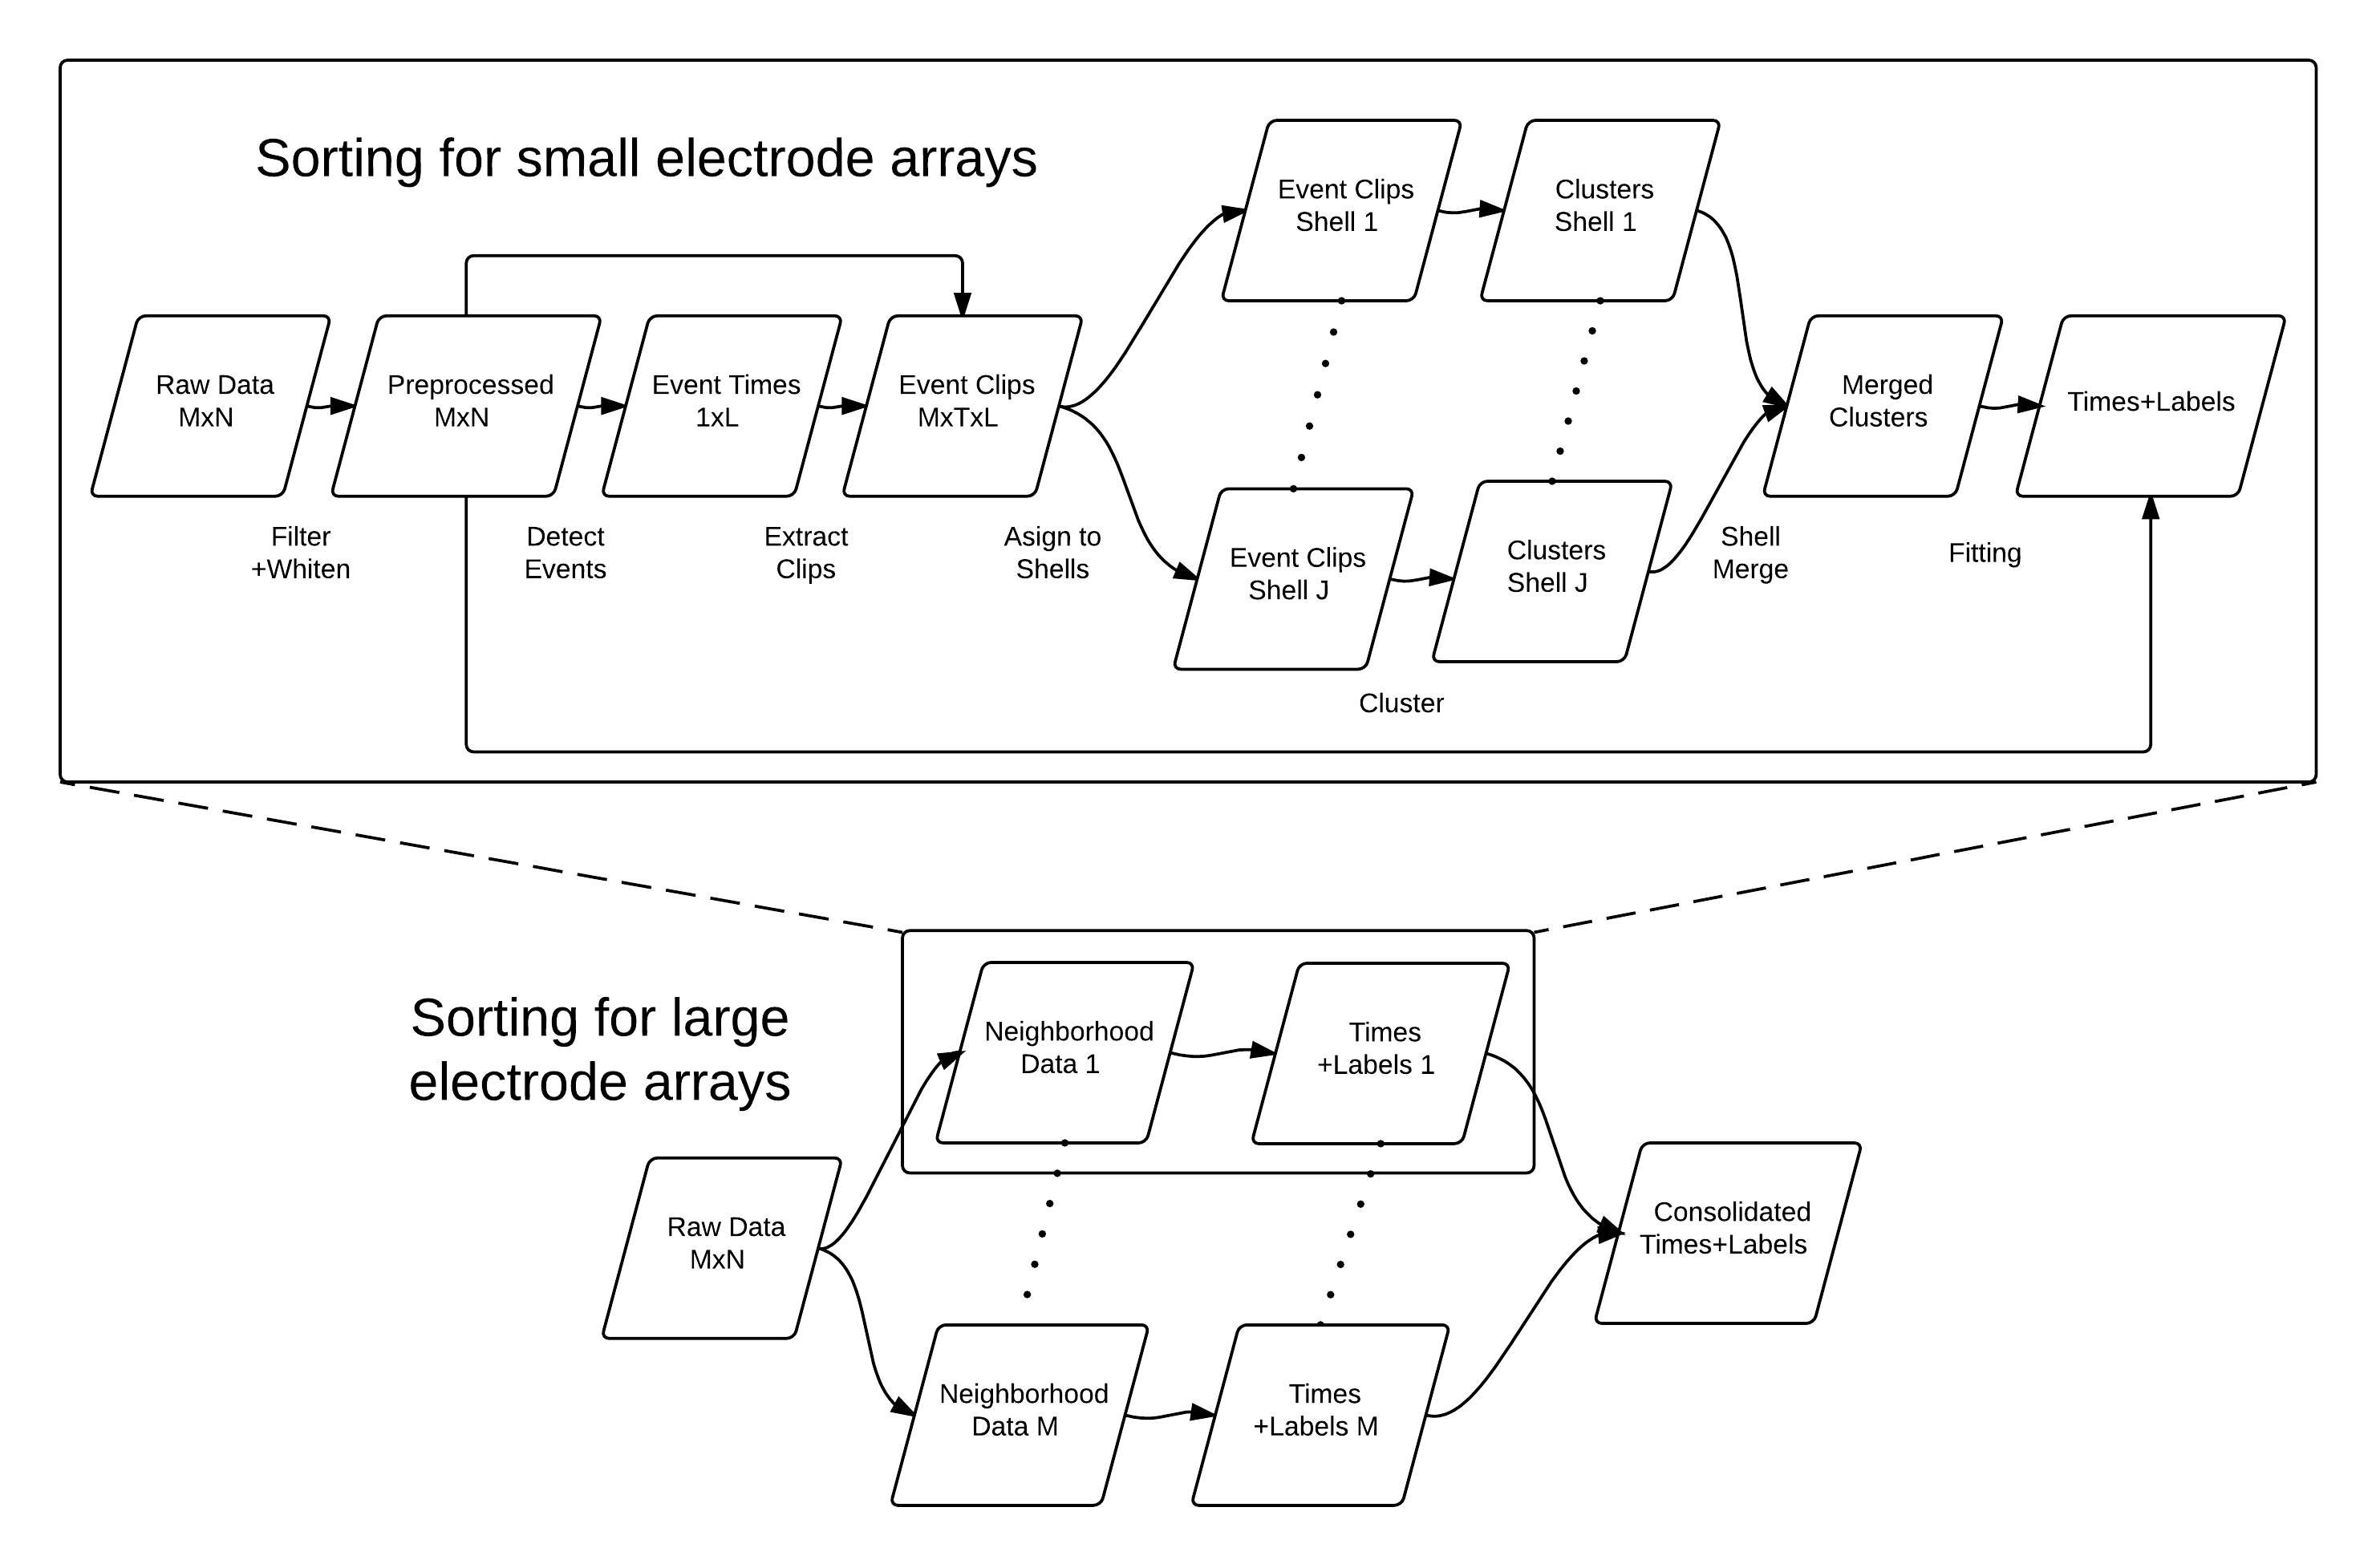 Sorting for small electrode arrays
Event Clips
Shell 1
Clusters
Shell 1
Raw Data
MxN
Preprocessed
MxN
Event Times
1xL
Event Clips
MxTxL
Merged
Clusters
Times+Labels
Filter
+Whiten
Detect
Events
Extract
Clips
Asign to
Shells
Event Clips
Shell J
Clusters
Shell J
Shell
Merge
Fitting
Cluster
Sorting for large
electrode arrays
Neighborhood
Data 1
Times
+Labels 1
Raw Data
MxN
Consolidated
Times+Labels
Neighborhood
Data M
Times
+Labels M